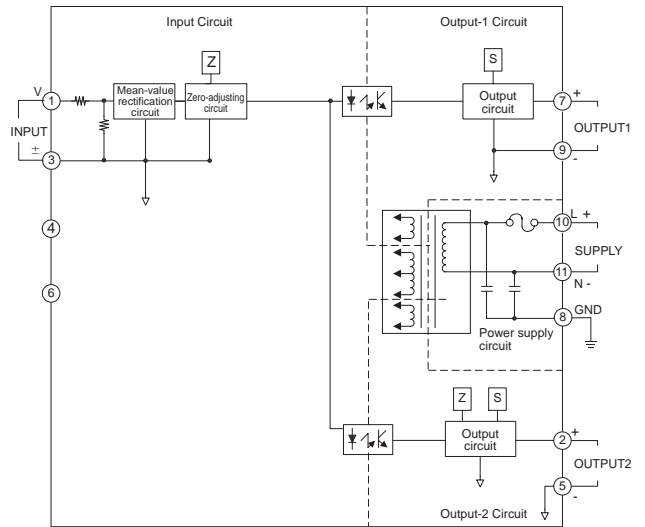 Input Circuit
Output-1 Circuit
Z
S
V
1
Mean-value
rectification
circuit
Zero-adjusting
circuit
Output
circuit
7
+
INPUT
OUTPUT1
±
3
9
-
4
10
L +
SUPPLY
11
N -
6
8
GND
Power supply
circuit
Z
S
Output
circuit
2
+
OUTPUT2
5
-
Output-2 Circuit